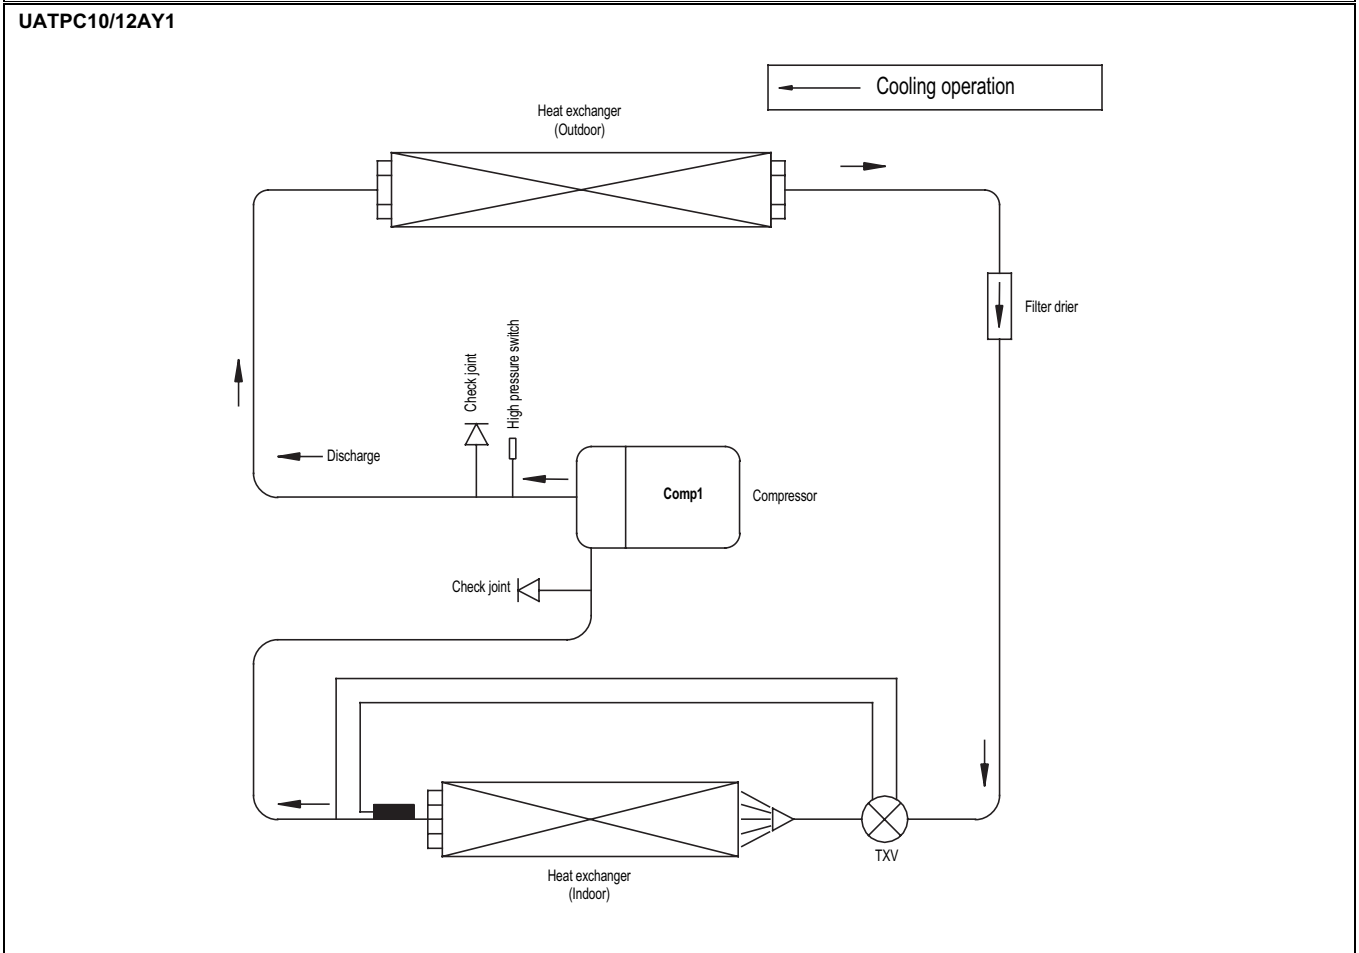 UATPC10/12AY1
Cooling operation
Heat exchanger
(Outdoor)
Filter drier
Check joint
High pressure switch
Discharge
Comp1
Compressor
Check joint
TXV
Heat exchanger
(Indoor)